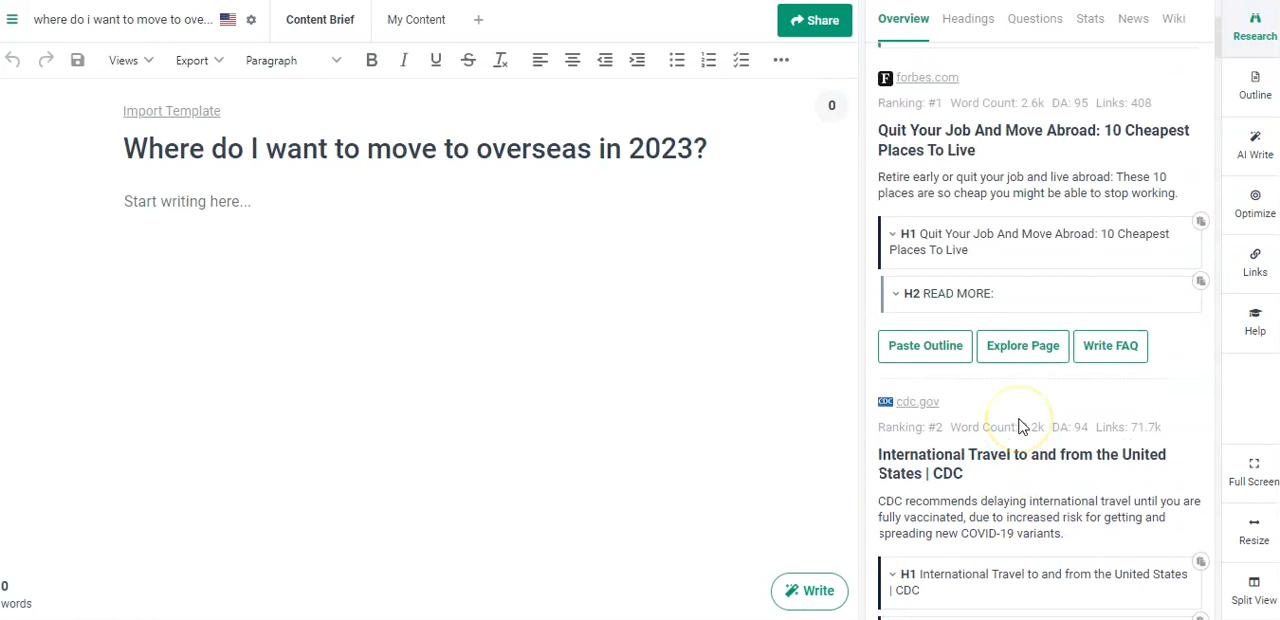 where do i want to move to ove...
Content Brief
My Content
Share
Views
Export
Paragraph
B I U S
0
Import Template
Where do I want to move to overseas in 2023?
Start writing here...
0
words
Write
Overview Headings Questions Stats News Wiki
forbes.com
Ranking: #1 Word Count: 2.6k DA: 95 Links: 408
Quit Your Job And Move Abroad: 10 Cheapest
Places To Live
Retire early or quit your job and live abroad: These 10
places are so cheap you might be able to stop working.
H1 Quit Your Job And Move Abroad: 10 Cheapest
Places To Live
H2 READ MORE:
Paste Outline
Explore Page
Write FAQ
CDC cdc.gov
Ranking: #2 Word Count: DA: 94 Links: 71.7k
International Travel to and from the United
States | CDC
CDC recommends delaying international travel until you are
fully vaccinated, due to increased risk for getting and
spreading new COVID-19 variants.
H1 International Travel to and from the United States
| CDC
Research
Outline
AI Write
Optimize
Links
Help
Full Screen
Resize
Split View